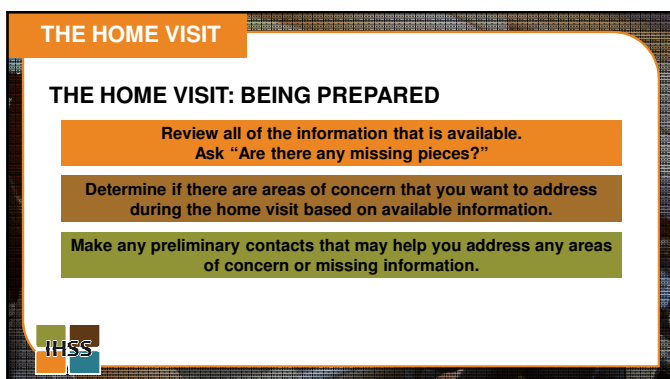 THE HOME VISIT
THE HOME VISIT: BEING PREPARED
Review all of the information that is available.
Ask “Are there any missing pieces?”
Determine if there are areas of concern that you want to address
during the home visit based on available information.
Make any preliminary contacts that may help you address any areas
of concern or missing information.
IHSS